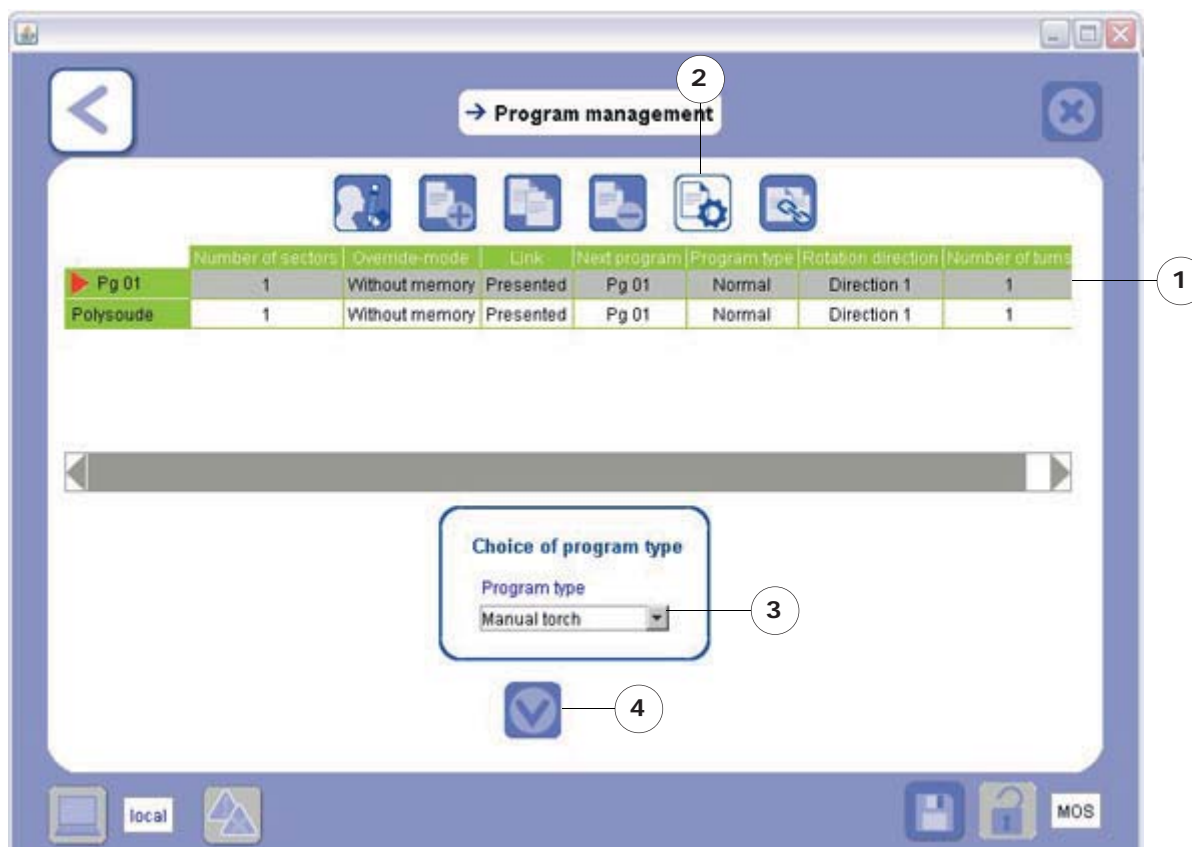 2
→ Program management
Number of sectors Override-mode Link Next program Program type Rotation direction Number of turns
Pg 01 1 Without memory Presented Pg 01 Normal Direction 1 1
1
Polysoude 1 Without memory Presented Pg 01 Normal Direction 1 1
Choice of program type
Program type
Manual torch
3
4
local
MOS